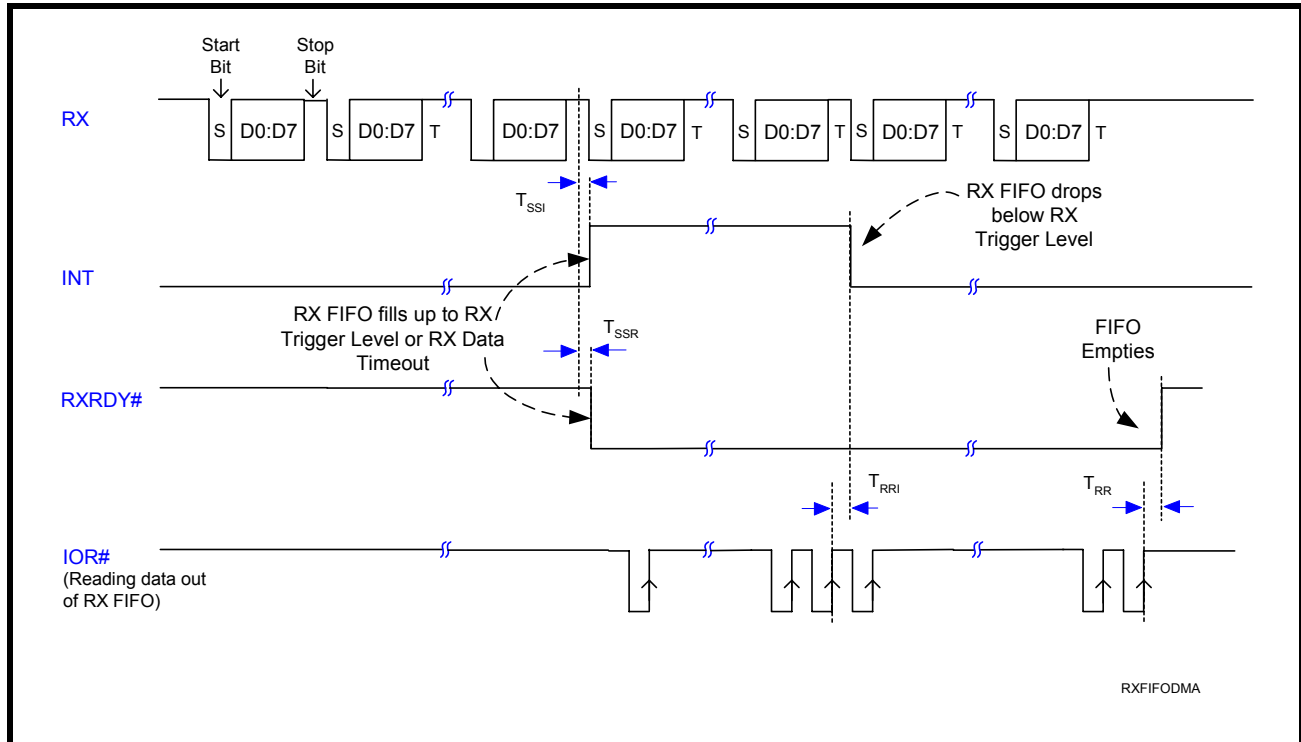 Start
Bit
Stop
Bit
RX
S D0:D7 S D0:D7 T D0:D7 S D0:D7 T S D0:D7 T S D0:D7 T S D0:D7 T
TSSI
RX FIFO drops
below RX
Trigger Level
INT
RX FIFO fills up to RX
Trigger Level or RX Data
Timeout
TSSR
FIFO
Empties
RXRDY#
TRRI
TRR
IOR#
(Reading data out
of RX FIFO)
RXFIFODMA